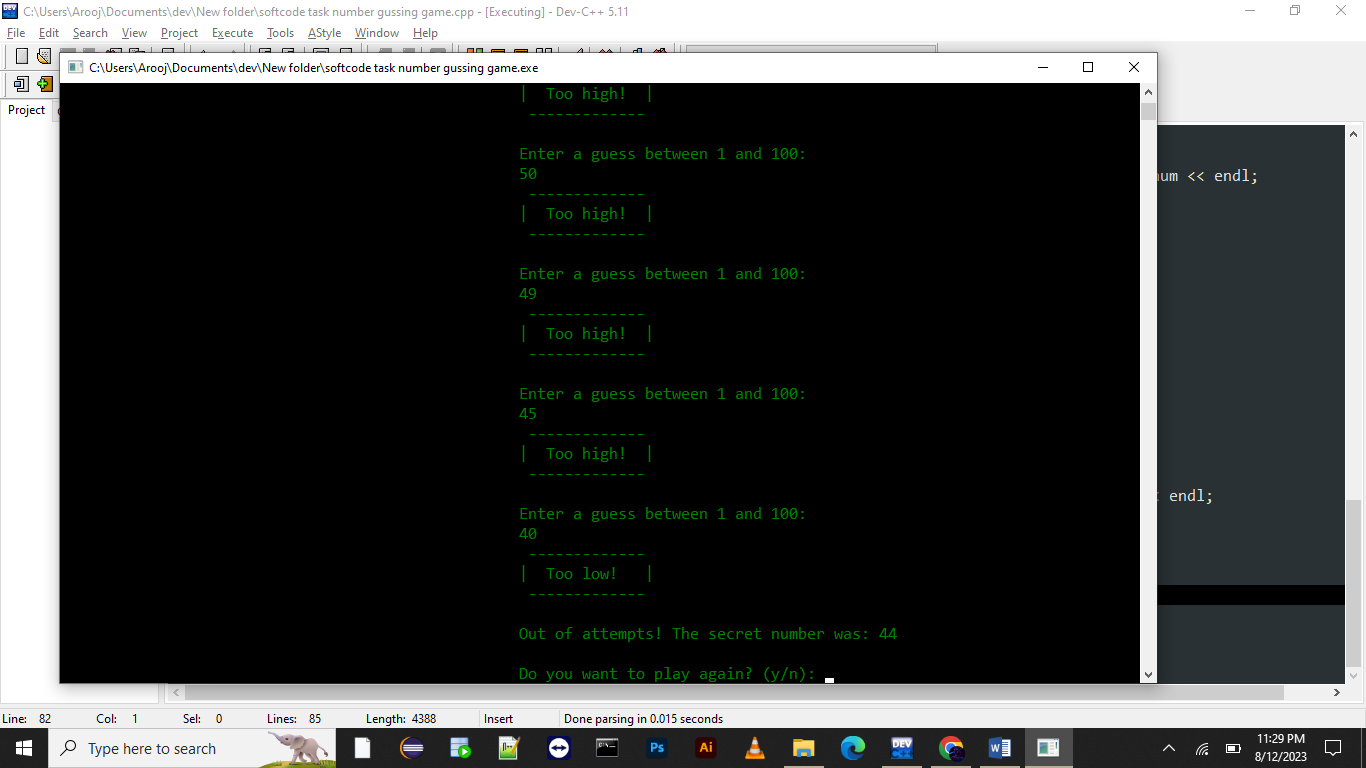 C:\Users\Arooj\Documents\dev\New folder\softcode task number gussing game.cpp - [Executing] - Dev-C++ 5.11
File Edit Search View Project Execute Tools AStyle Window Help
C:\Users\Arooj\Documents\dev\New folder\softcode task number gussing game.exe
Project
| Too high! |
-------------
Enter a guess between 1 and 100:
50
-------------
| Too high! |
-------------
Enter a guess between 1 and 100:
49
-------------
| Too high! |
-------------
Enter a guess between 1 and 100:
45
-------------
| Too high! |
-------------
Enter a guess between 1 and 100:
40
-------------
| Too low! |
-------------
Out of attempts! The secret number was: 44
Do you want to play again? (y/n):
<< endl;
endl;
Line: 82 Col: 1 Sel: 0 Lines: 85 Length: 4388 Insert Done parsing in 0.015 seconds
Type here to search
DEV
C:\_
Ps
Ai
DEV
W
11:29 PM
8/12/2023